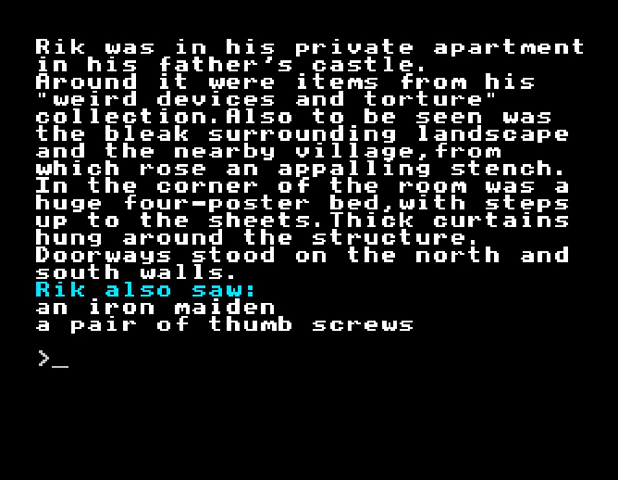 Rik was in his private apartment
in his father's castle.
Around it were items from his
"weird devices and torture"
collection.Also to be seen was
the bleak surrounding landscape
and the nearby village,from
which rose an appalling stench.
In the corner of the room was a
huge four-poster bed,with steps
up to the sheets.Thick curtains
hung around the structure.
Doorways stood on the north and
south walls.
Rik also saw:
an iron maiden
a pair of thumb screws
>_